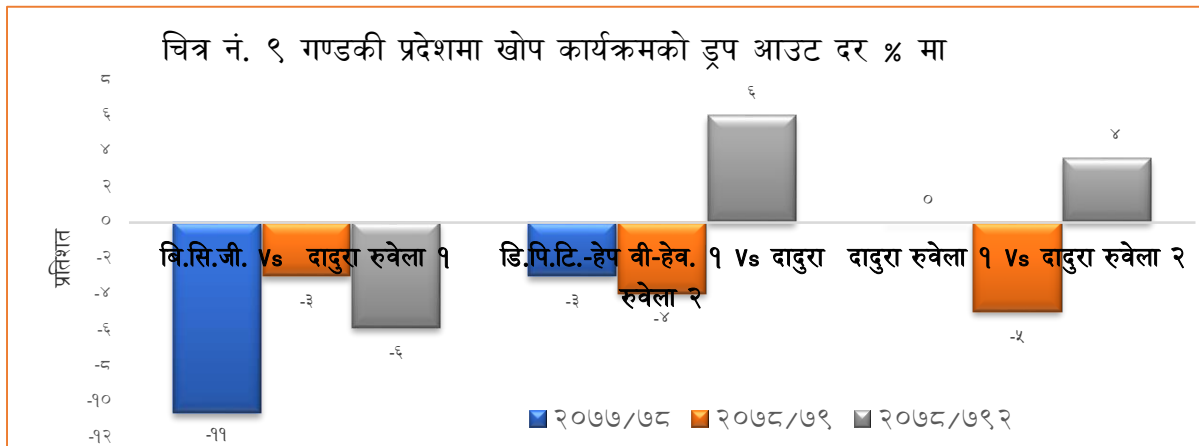 चित्र नं. ९ गण्डकी प्रदेशमा खोप कार्यक्रमको ड्रप आउट दर % मा
८
६
४
२
०
-२
-४
-६
-८
-१०
-१२
प्रतिशत
-११
-३
-६
-३
-४
६
०
-५
४
बि.सि.जी. Vs दादुरा रुवेला १
डि.पि.टि.-हेप वी-हेव. १ Vs दादुरा
रुवेला २
दादुरा रुवेला १ Vs दादुरा रुवेला २
२०७७/७८ २०७८/७९ २०७८/७९२